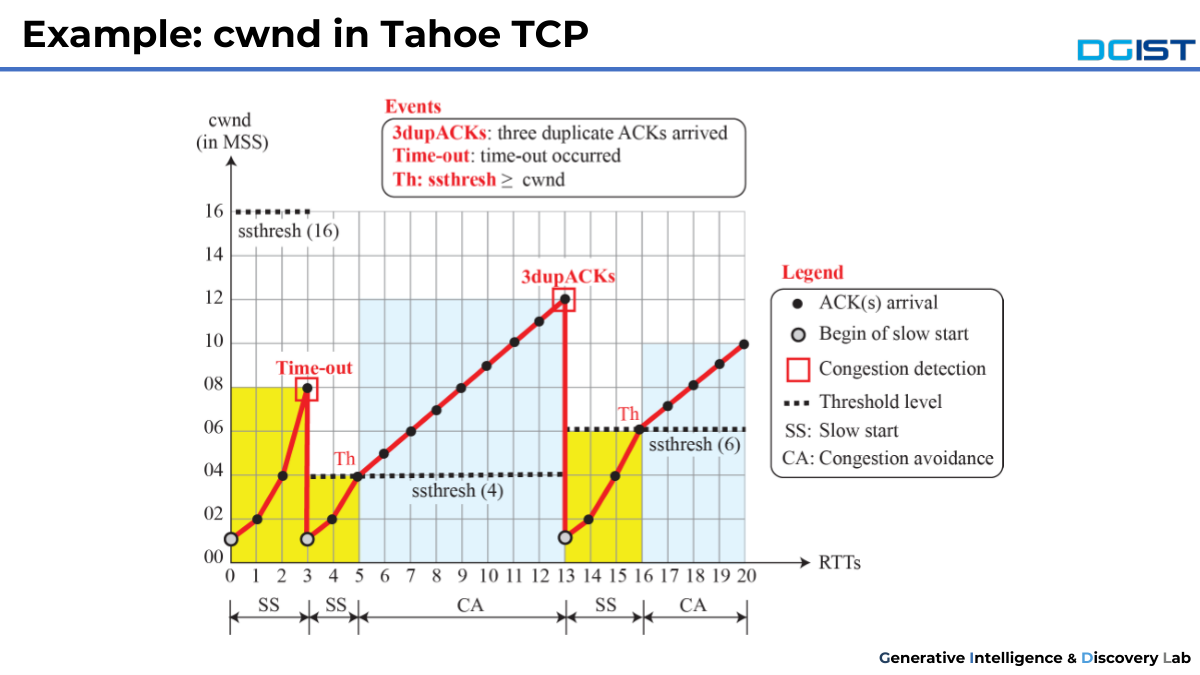 Example: cwnd in Tahoe TCP
DGIST
Events
3dupACKs: three duplicate ACKs arrived
Time-out: time-out occurred
Th: ssthresh ≥ cwnd
cwnd
(in MSS)
16
ssthresh (16)
14
3dupACKs
12
10
Time-out
08
Th
06
ssthresh (6)
Th
04
ssthresh (4)
02
00
0 1 2 3 4 5 6 7 8 9 10 11 12 13 14 15 16 17 18 19 20
RTTs
SS SS CA SS CA
Legend
ACK(s) arrival
Begin of slow start
Congestion detection
Threshold level
SS: Slow start
CA: Congestion avoidance
Generative Intelligence & Discovery Lab